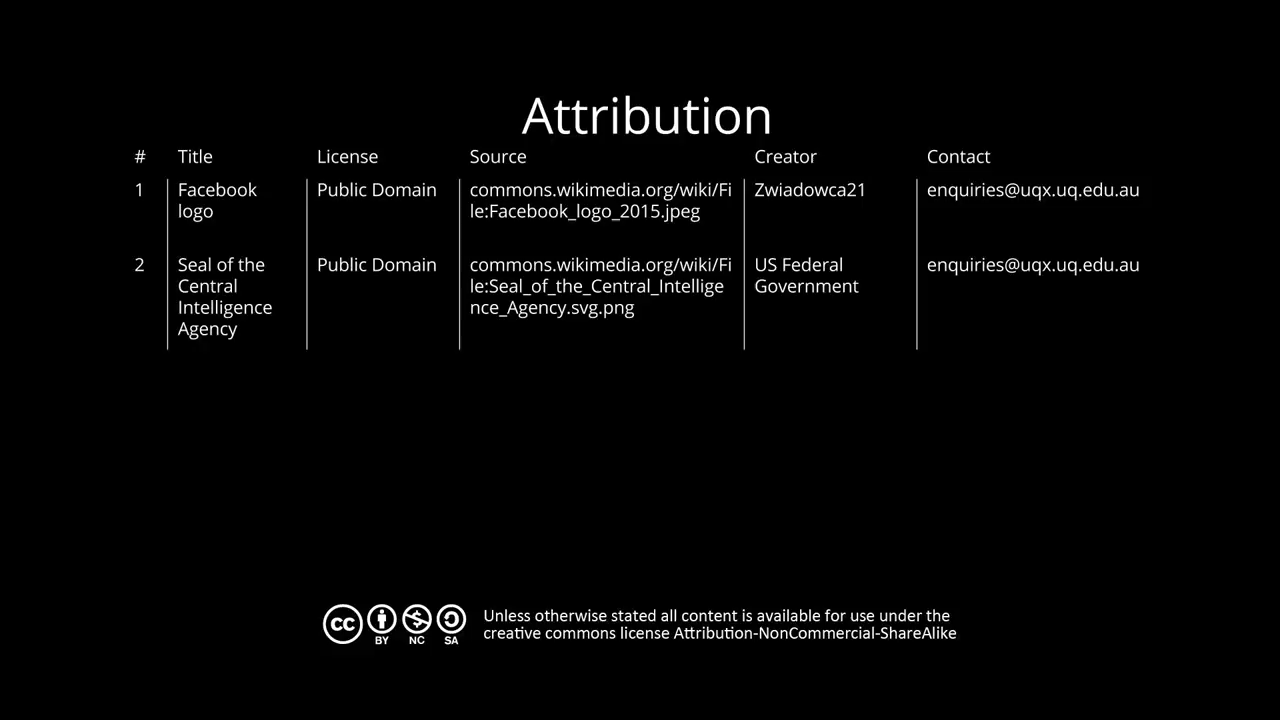 Attribution
# Title License Source Creator Contact
1 Facebook Public Domain commons.wikimedia.org/wiki/Fi Zwiadowca21 enquiries@uqx.uq.edu.au
logo le:Facebook_logo_2015.jpeg
2 Seal of the Public Domain commons.wikimedia.org/wiki/Fi US Federal enquiries@uqx.uq.edu.au
Central le:Seal_of_the_Central_Intellige Government
Intelligence nce_Agency.svg.png
Agency
cc BY NC SA
Unless otherwise stated all content is available for use under the
creative commons license Attribution-NonCommercial-ShareAlike